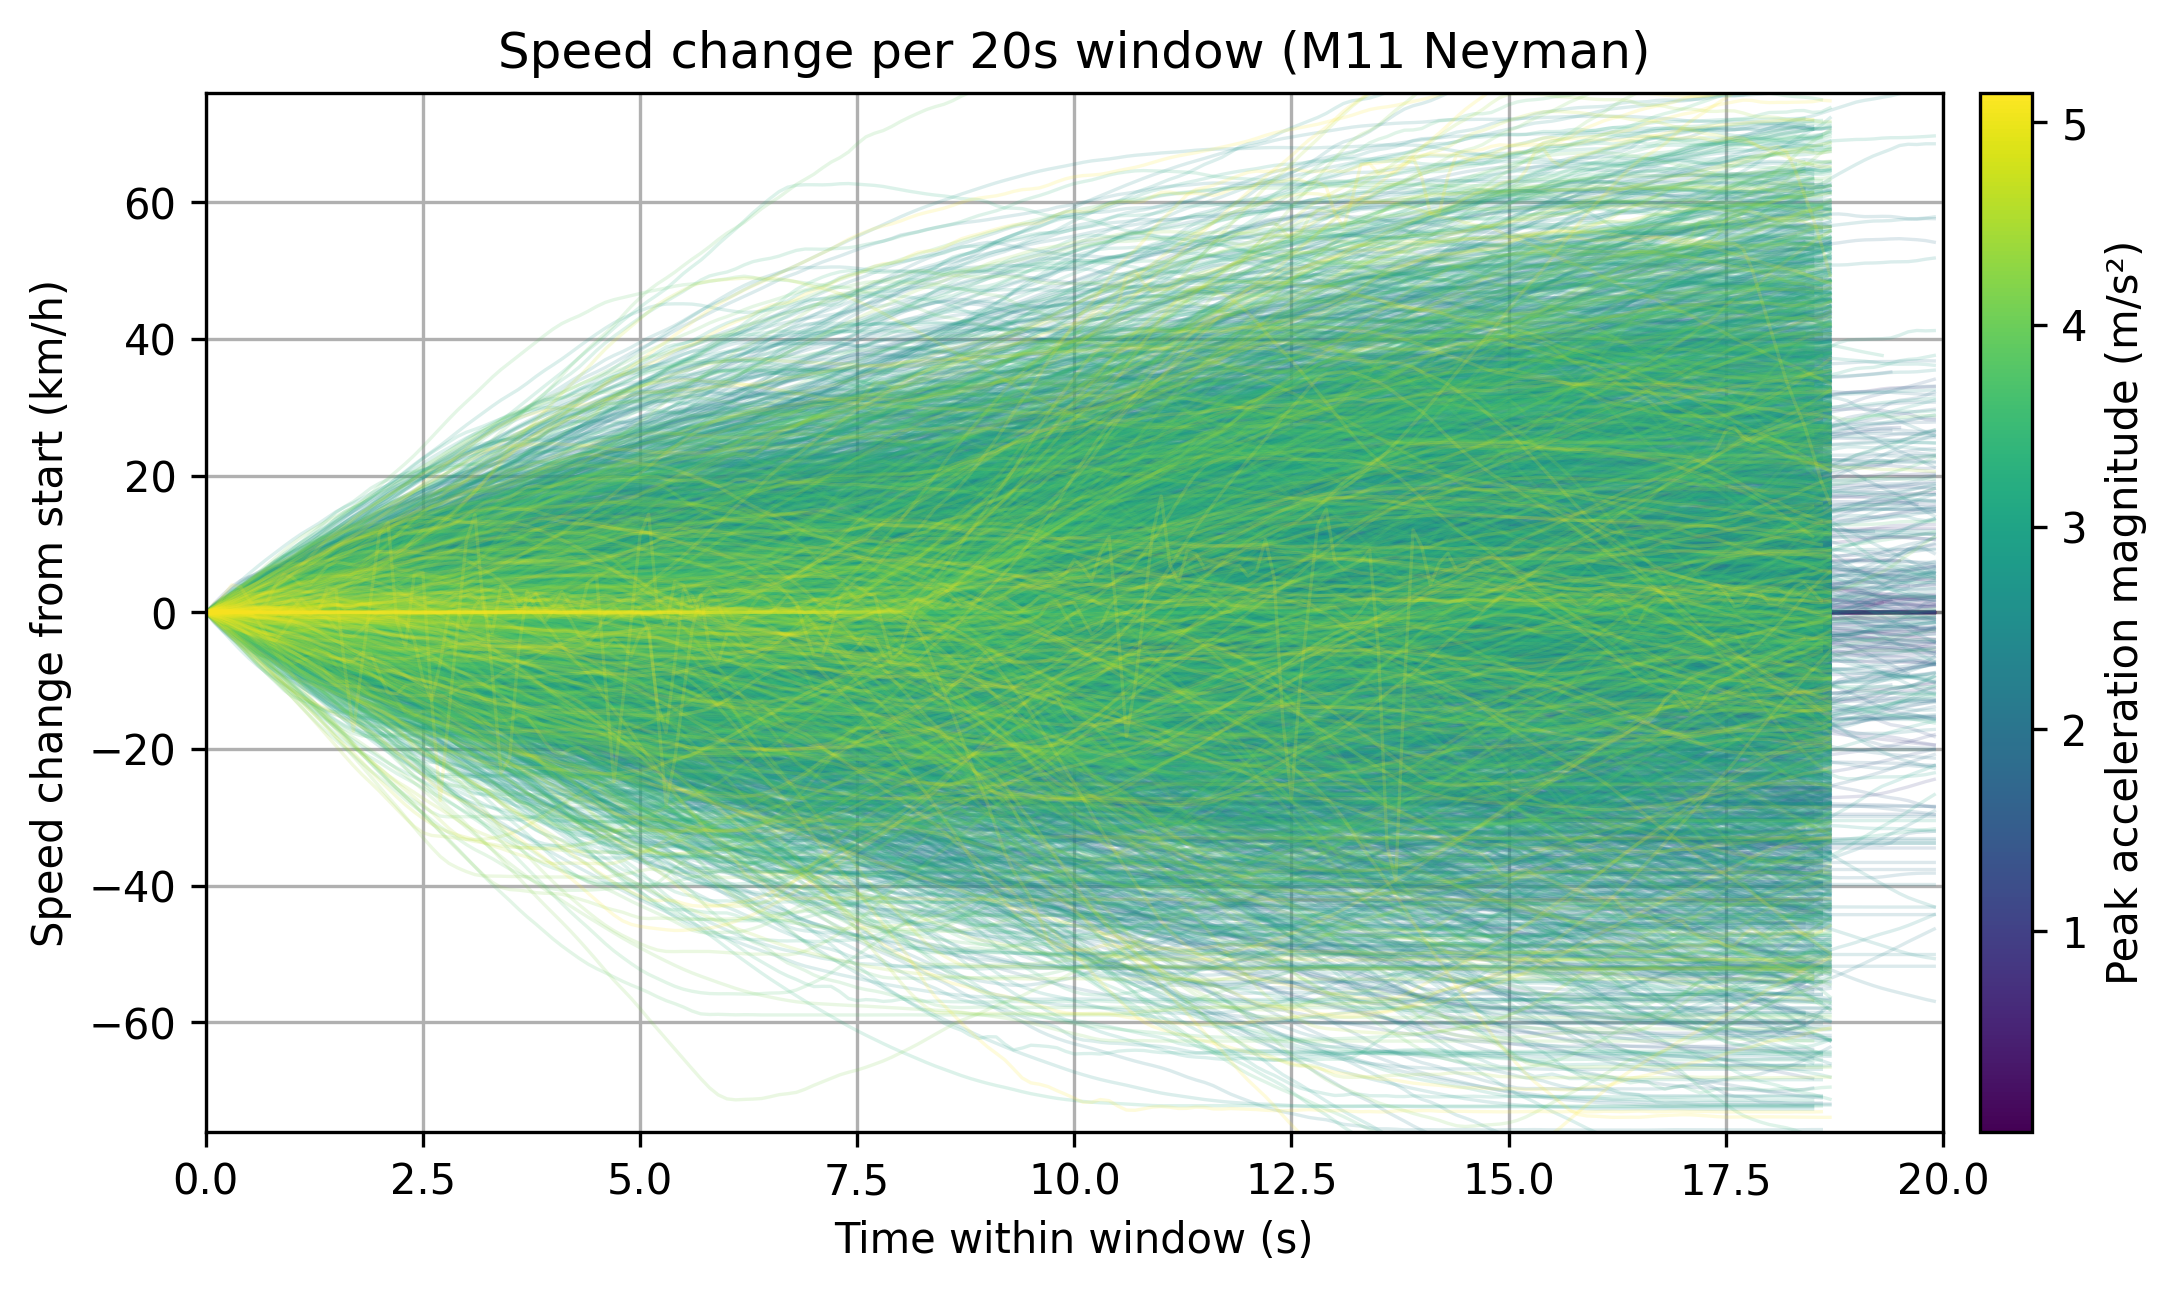 Speed change per 20s window (M11 Neyman)
Speed change from start (km/h)
60
40
20
0
−20
−40
−60
0.0 2.5 5.0 7.5 10.0 12.5 15.0 17.5 20.0
Time within window (s)
5
4
3
2
1
Peak acceleration magnitude (m/s²)